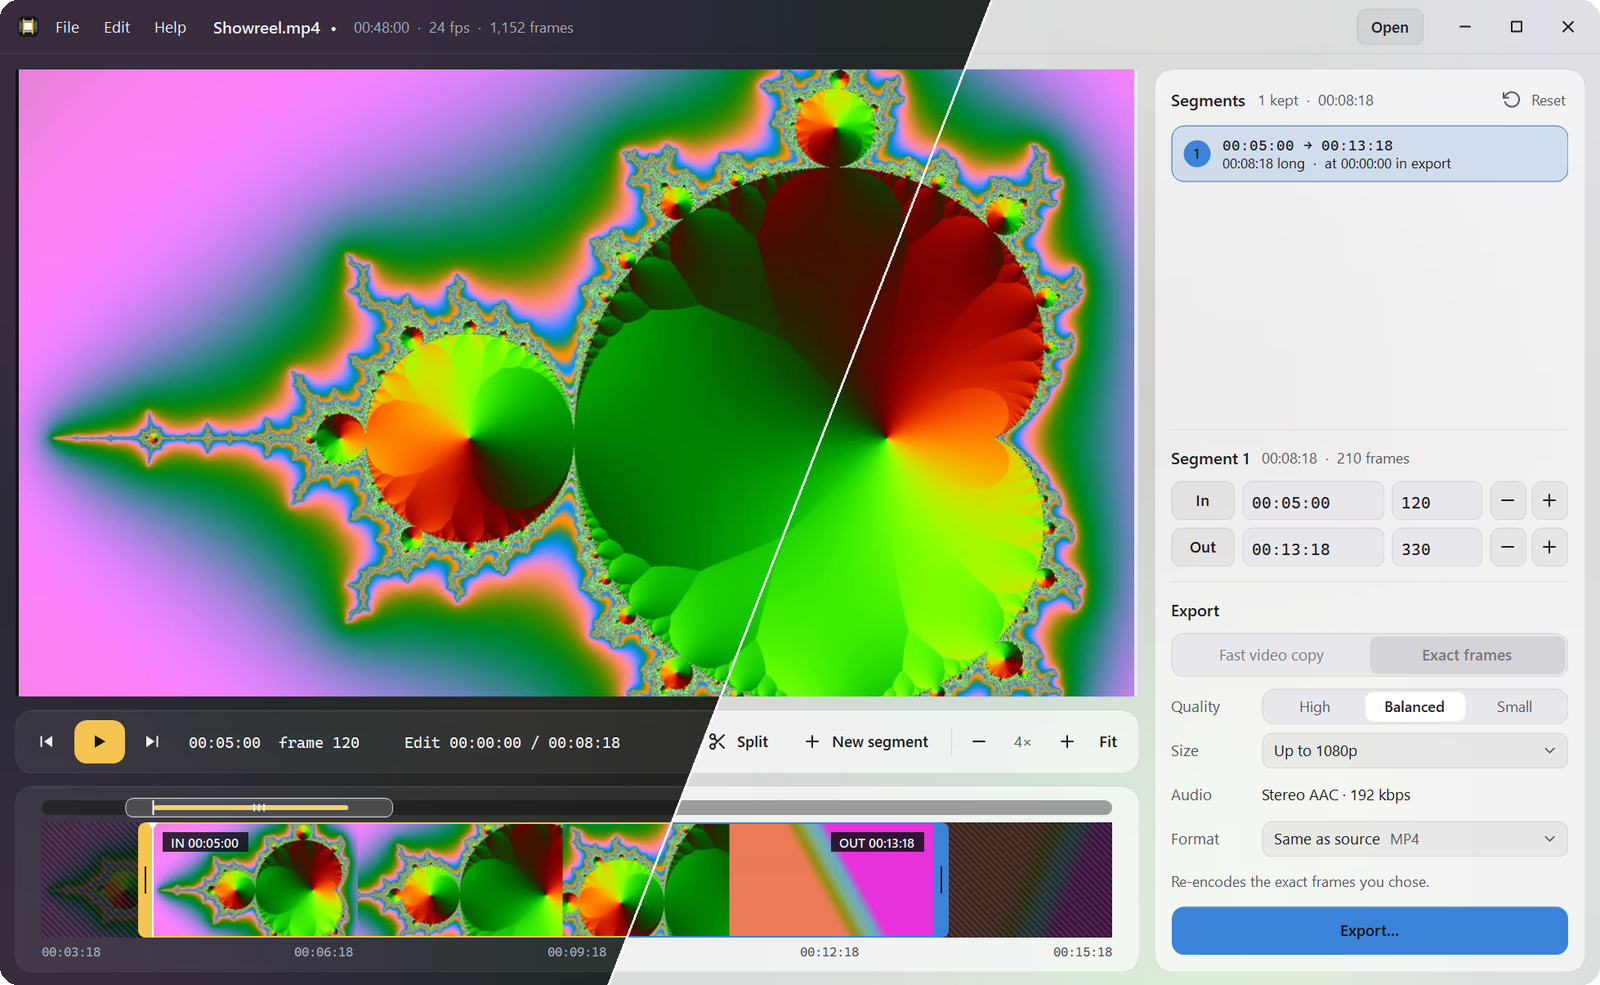 File Edit Help Showreel.mp4 • 00:48:00 · 24 fps · 1,152 frames Open
Segments 1 kept · 00:08:18 Reset
1 00:05:00 → 00:13:18
00:08:18 long · at 00:00:00 in export
Segment 1 00:08:18 · 210 frames
In 00:05:00 120 − +
Out 00:13:18 330 − +
Export
Fast video copy Exact frames
Quality High Balanced Small
Size Up to 1080p
Audio Stereo AAC · 192 kbps
Format Same as source MP4
Re-encodes the exact frames you chose.
Export...
00:05:00 frame 120 Edit 00:00:00 / 00:08:18 Split + New segment − 4× + Fit
IN 00:05:00 OUT 00:13:18
00:03:18 00:06:18 00:09:18 00:12:18 00:15:18